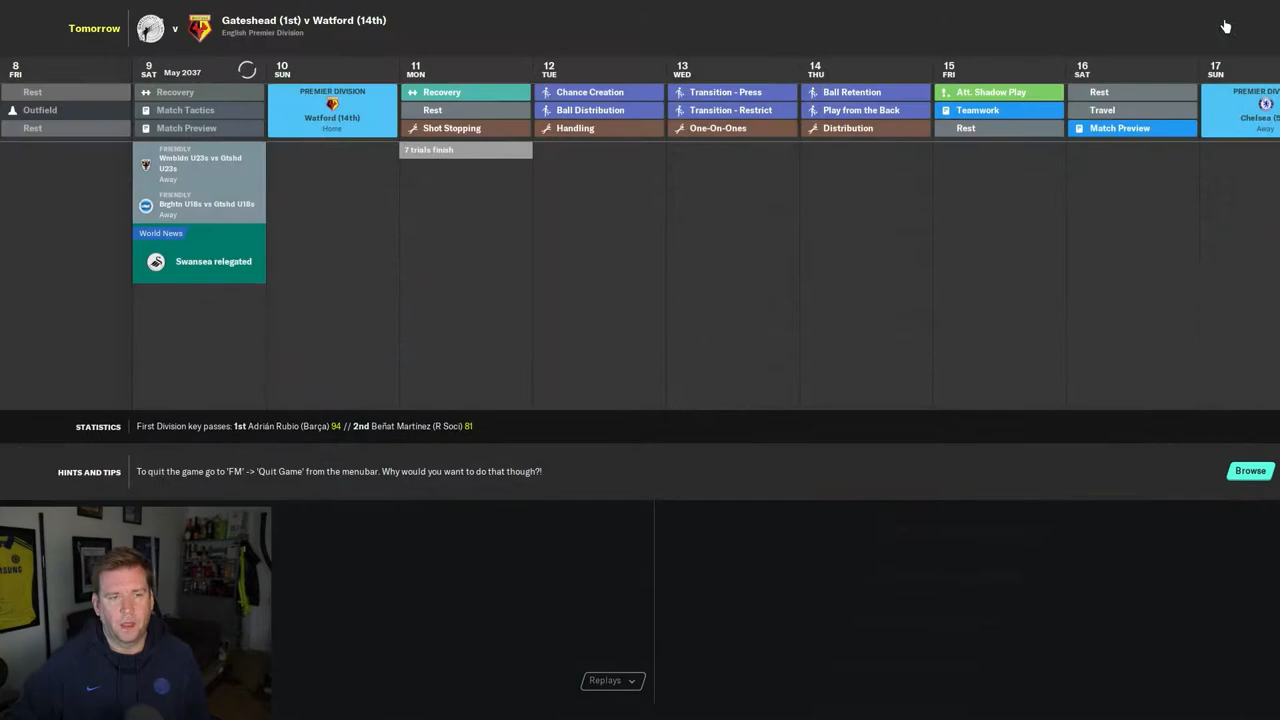 Tomorrow
v
Gateshead (1st) v Watford (14th)
English Premier Division
8
FRI
9
SAT May 2037
10
SUN
11
MON
12
TUE
13
WED
14
THU
15
FRI
16
SAT
17
SUN
Rest
Outfield
Rest
Recovery
Match Tactics
Match Preview
PREMIER DIVISION
Watford (14th)
Home
Recovery
Rest
Shot Stopping
Chance Creation
Ball Distribution
Handling
Transition - Press
Transition - Restrict
One-On-Ones
Ball Retention
Play from the Back
Distribution
Att. Shadow Play
Teamwork
Rest
Rest
Travel
Match Preview
PREMIER DIV
Chelsea (5
Away
FRIENDLY
Wmbldn U23s vs Gtshd
U23s
Away
FRIENDLY
Brghtn U18s vs Gtshd U18s
Away
World News
Swansea relegated
7 trials finish
STATISTICS
First Division key passes: 1st Adrián Rubio (Barça) 94 // 2nd Beñat Martínez (R Soci) 81
HINTS AND TIPS
To quit the game go to 'FM' -> 'Quit Game' from the menubar. Why would you want to do that though?!
Browse
Replays